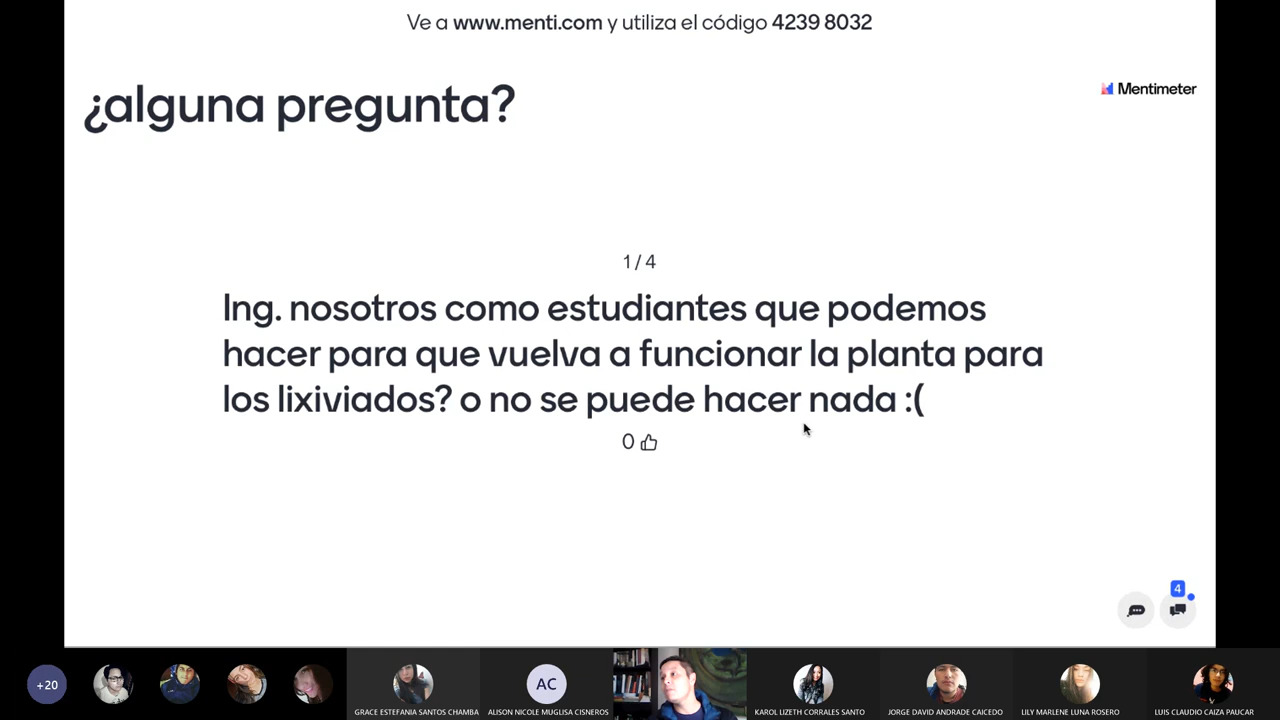 Ve a www.menti.com y utiliza el código 4239 8032
¿alguna pregunta?
Mentimeter
1 / 4
Ing. nosotros como estudiantes que podemos
hacer para que vuelva a funcionar la planta para
los lixiviados? o no se puede hacer nada :(
0
4
+20
GRACE ESTEFANIA SANTOS CHAMBA
AC
ALISON NICOLE MUGLISA CISNEROS
KAROL LIZETH CORRALES SANTO
JORGE DAVID ANDRADE CAICEDO
LILY MARLENE LUNA ROSERO
LUIS CLAUDIO CAIZA PAUCAR